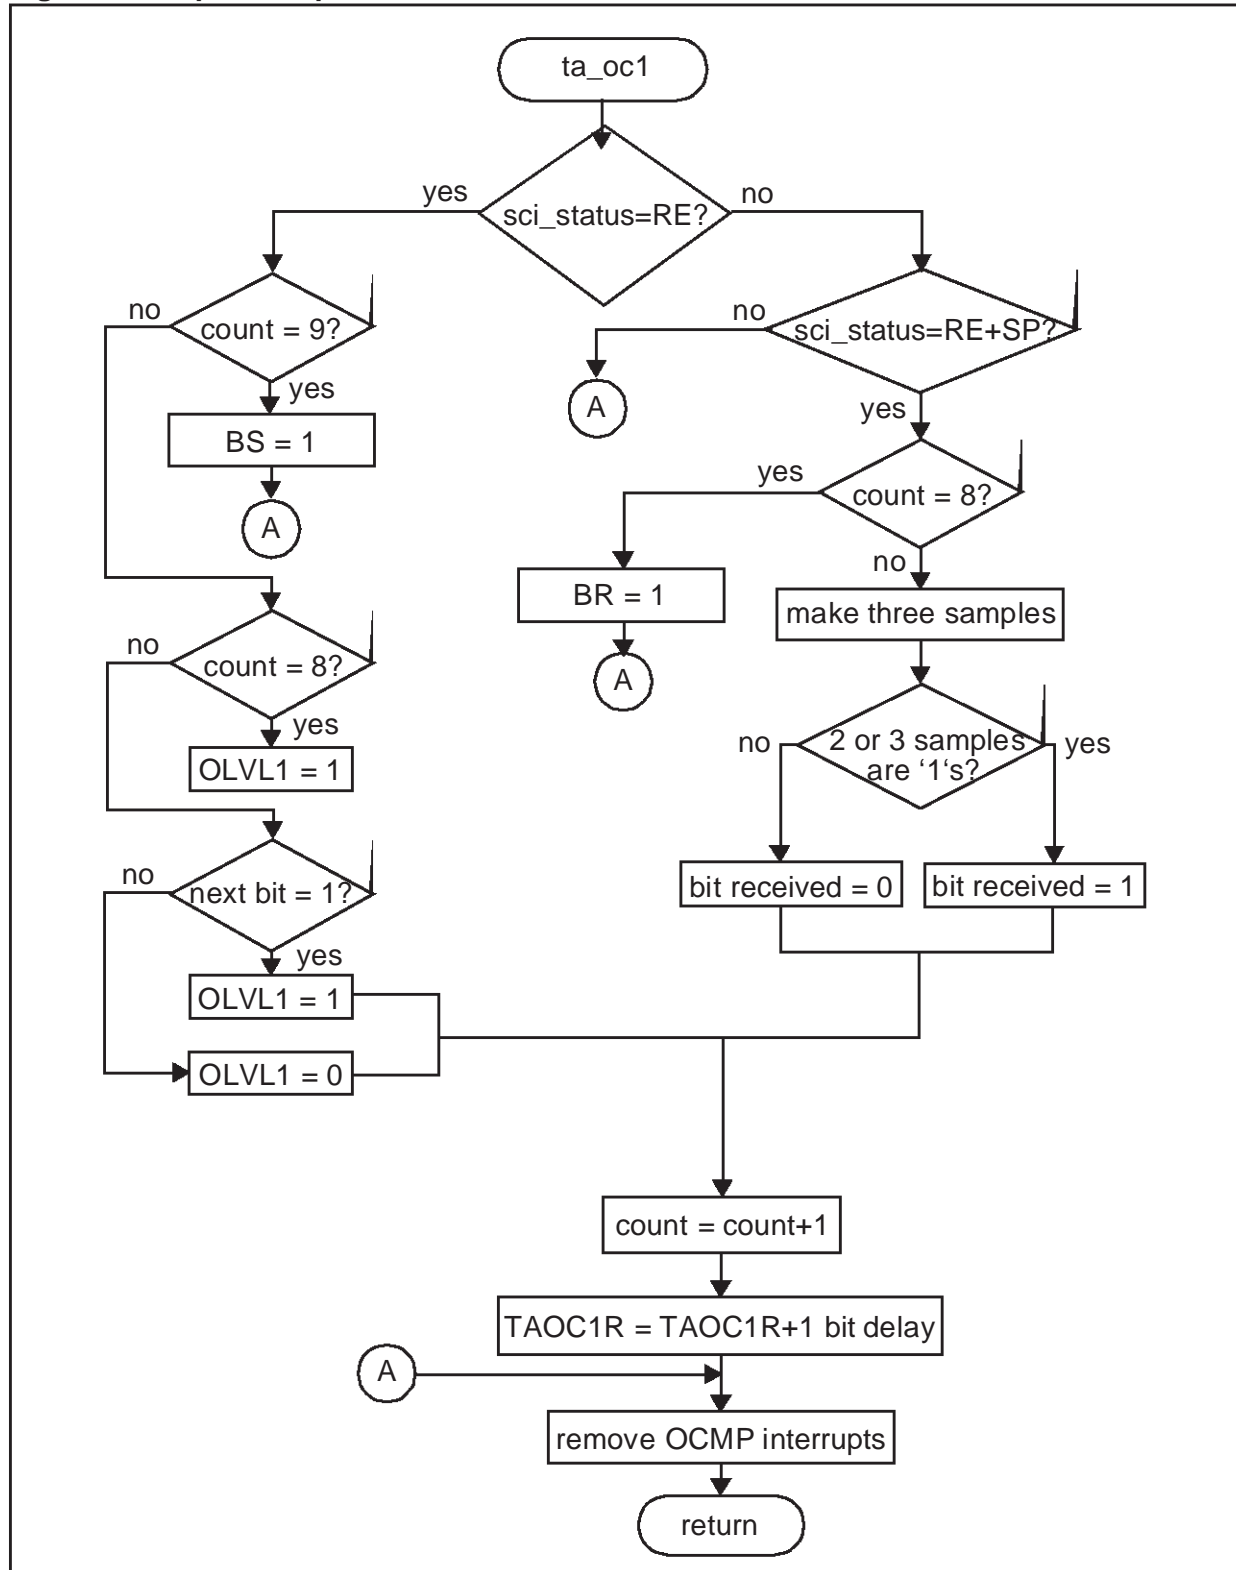 ta_oc1
yes
sci_status=RE?
no
no
count = 9?
yes
BS = 1
A
no
sci_status=RE+SP?
A
yes
yes
count = 8?
no
BR = 1
A
make three samples
no
2 or 3 samples
are ‘1‘s?
yes
bit received = 0
bit received = 1
no
count = 8?
yes
OLVL1 = 1
no
next bit = 1?
yes
OLVL1 = 1
OLVL1 = 0
count = count+1
TAOC1R = TAOC1R+1 bit delay
A
remove OCMP interrupts
return